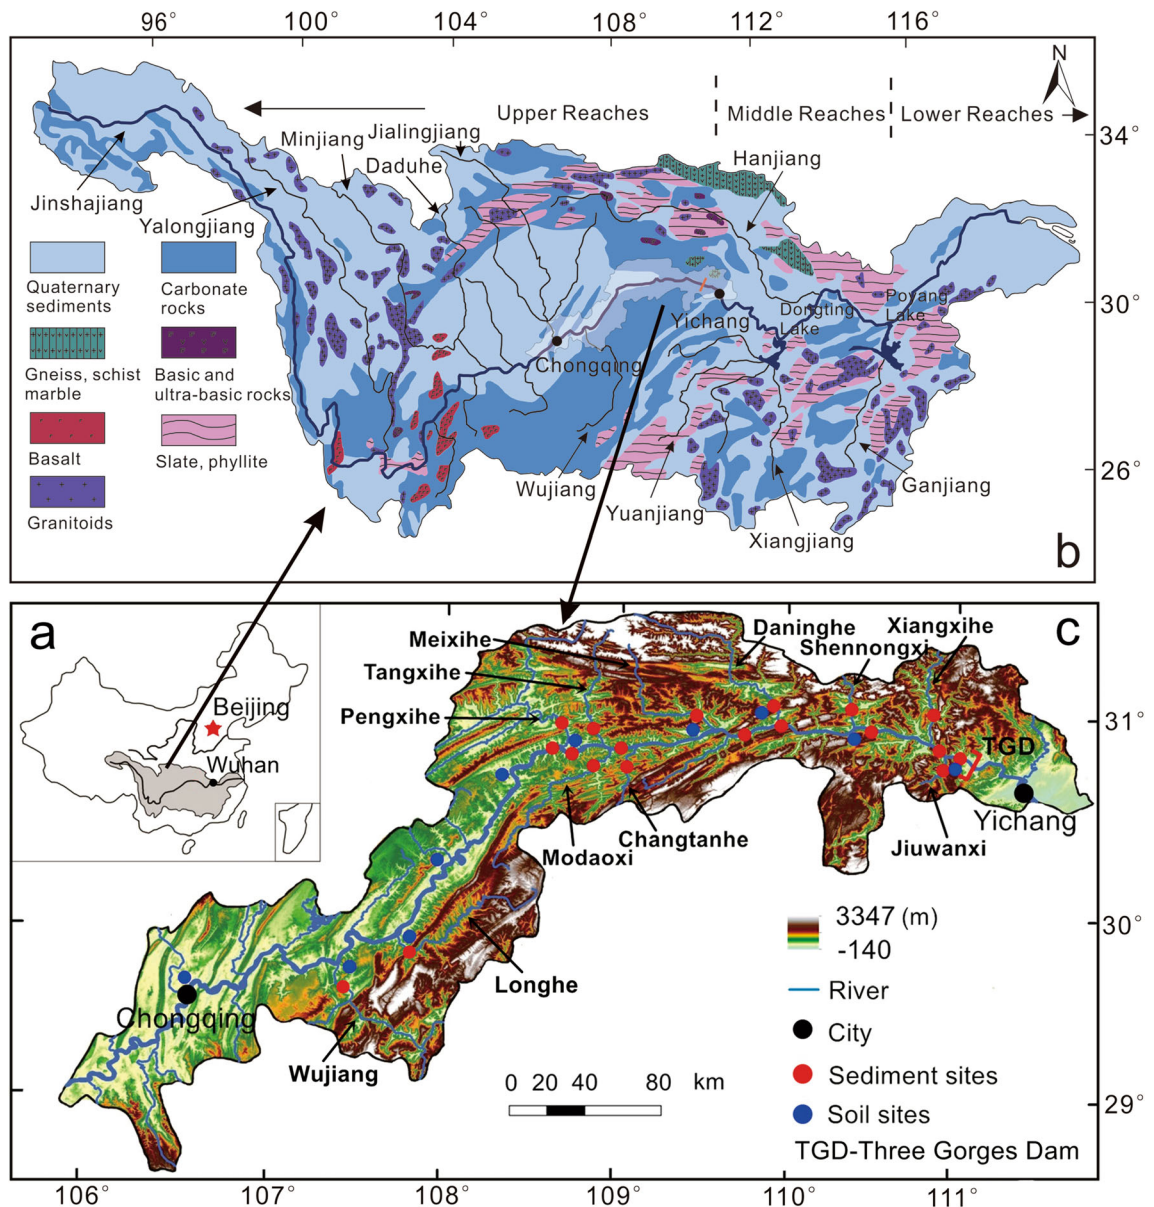 96°
100°
104°
108°
112°
116°
N
Upper Reaches
Middle Reaches
Lower Reaches
34°
30°
26°
Minjiang
Jialingjiang
Daduhe
Hanjiang
Jinshajiang
Yalongjiang
Quaternary
sediments
Carbonate
rocks
Gneiss, schist
marble
Basic and
ultra-basic rocks
Basalt
Slate, phyllite
Granitoids
Yichang
Dongting
Lake
Poyang
Lake
Chongqing
Wujiang
Yuanjiang
Xiangjiang
Ganjiang
b
a
Beijing
Wuhan
c
Meixihe
Tangxihe
Pengxihe
Daninghe
Shennongxi
Xiangxihe
31°
TGD
Yichang
Jiuwanxi
Changtanhe
Modaoxi
Longhe
Chongqing
Wujiang
3347 (m)
-140
River
City
Sediment sites
Soil sites
TGD-Three Gorges Dam
30°
29°
0 20 40 80 km
106°
107°
108°
109°
110°
111°